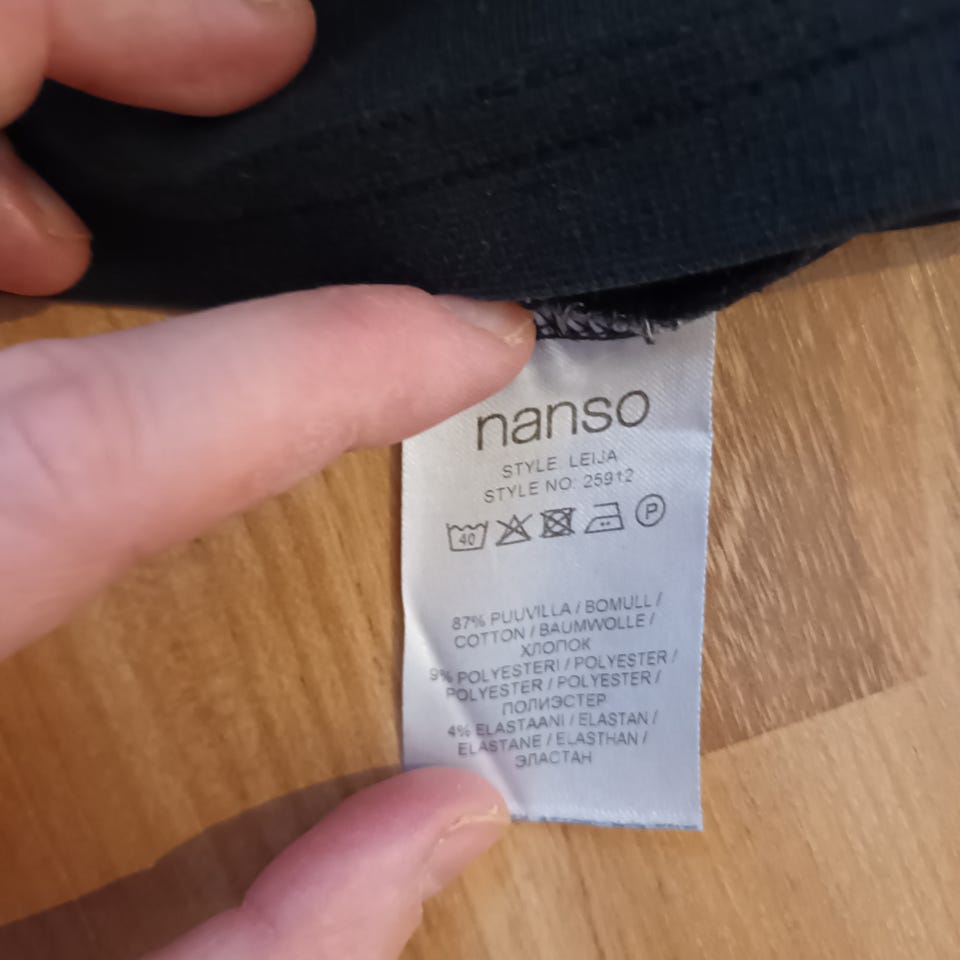 nanso
STYLE: LEIJA
STYLE NO: 25912
40 P
87% PUUVILLA / BOMULL /
COTTON / BAUMWOLLE /
ХЛОПОК
9% POLYESTERI / POLYESTER /
POLYESTER / POLYESTER /
ПОЛИЭСТЕР
4% ELASTAANI / ELASTAN /
ELASTANE / ELASTHAN /
ЭЛАСТАН